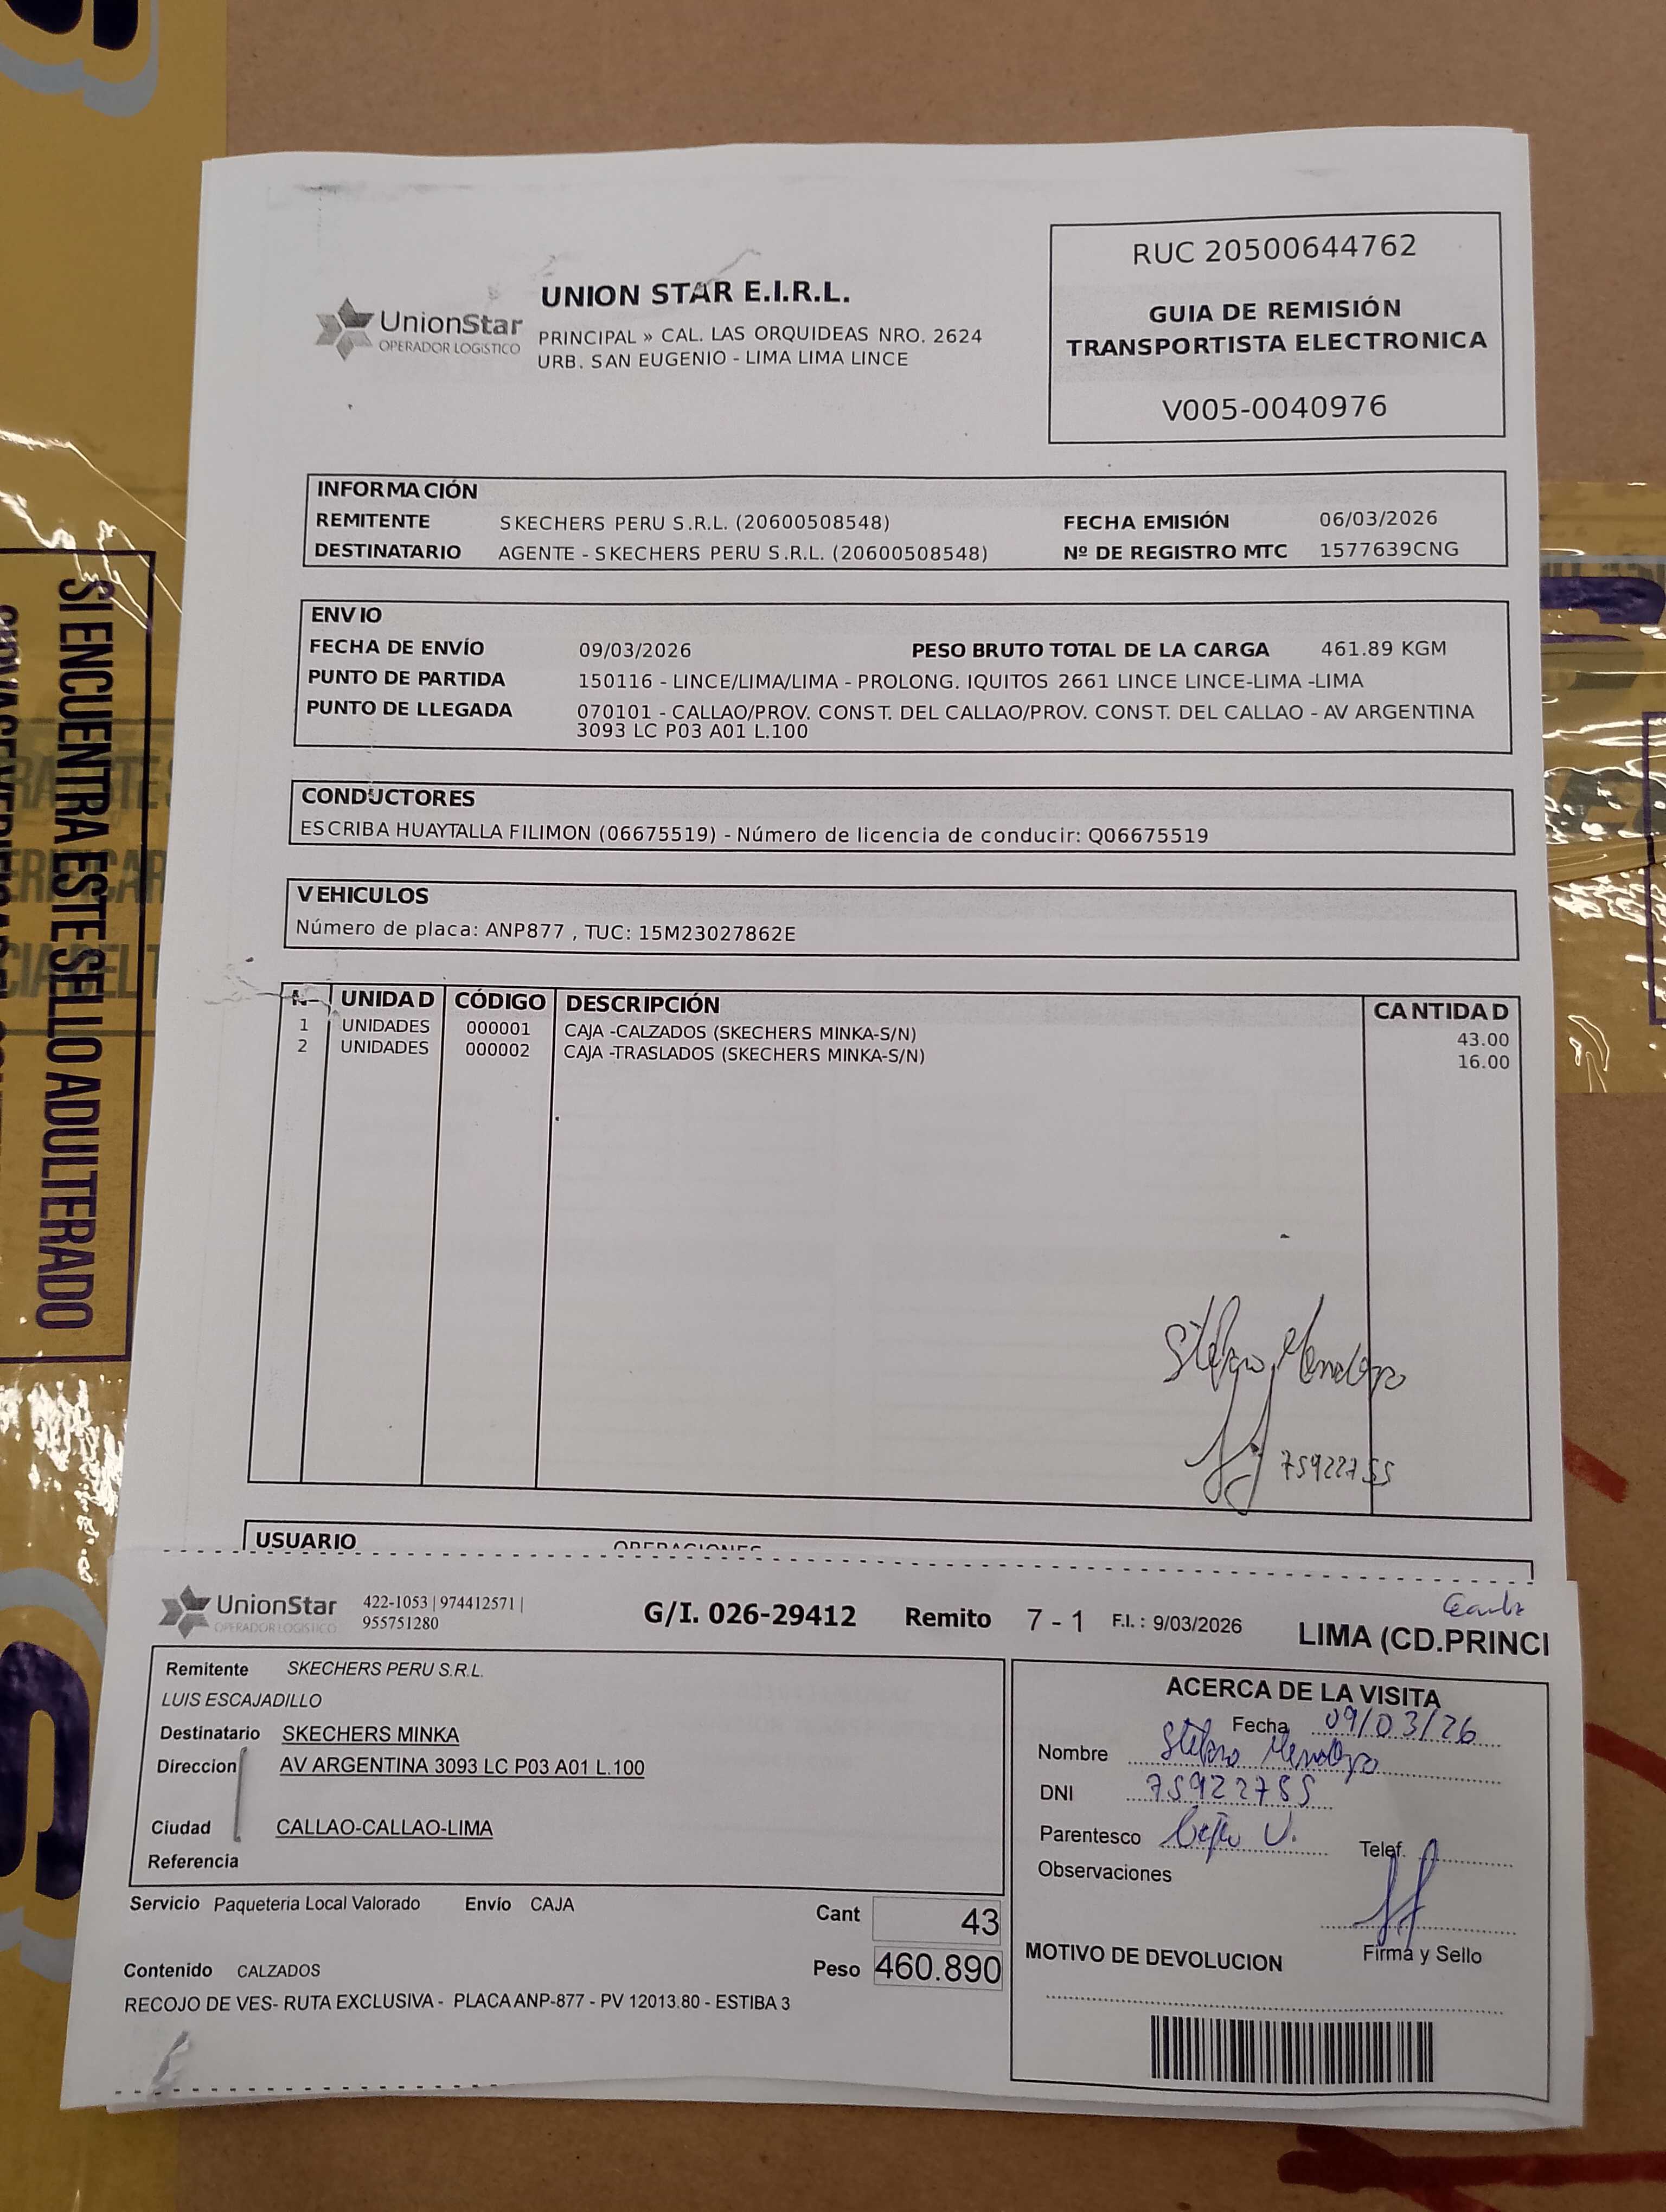 UnionStar
OPERADOR LOGISTICO
UNION STAR E.I.R.L.
PRINCIPAL » CAL. LAS ORQUIDEAS NRO. 2624
URB. SAN EUGENIO - LIMA LIMA LINCE
RUC 20500644762
GUIA DE REMISIÓN
TRANSPORTISTA ELECTRONICA
V005-0040976
INFORMACIÓN
REMITENTE SKECHERS PERU S.R.L. (20600508548) FECHA EMISIÓN 06/03/2026
DESTINATARIO AGENTE - SKECHERS PERU S.R.L. (20600508548) Nº DE REGISTRO MTC 1577639CNG
ENVIO
FECHA DE ENVÍO 09/03/2026 PESO BRUTO TOTAL DE LA CARGA 461.89 KGM
PUNTO DE PARTIDA 150116 - LINCE/LIMA/LIMA - PROLONG. IQUITOS 2661 LINCE LINCE-LIMA -LIMA
PUNTO DE LLEGADA 070101 - CALLAO/PROV. CONST. DEL CALLAO/PROV. CONST. DEL CALLAO - AV ARGENTINA
3093 LC P03 A01 L.100
CONDUCTORES
ESCRIBA HUAYTALLA FILIMON (06675519) - Número de licencia de conducir: Q06675519
VEHICULOS
Número de placa: ANP877 , TUC: 15M23027862E
UNIDAD CÓDIGO DESCRIPCIÓN CANTIDAD
1 UNIDADES 000001 CAJA -CALZADOS (SKECHERS MINKA-S/N) 43.00
2 UNIDADES 000002 CAJA -TRASLADOS (SKECHERS MINKA-S/N) 16.00
Stefano Mendoza
75922755
USUARIO OPERACIONES
UnionStar
OPERADOR LOGISTICO
422-1053 | 974412571 |
955751280
G/I. 026-29412 Remito 7 - 1 F.I. : 9/03/2026 LIMA (CD.PRINCI
Remitente SKECHERS PERU S.R.L.
LUIS ESCAJADILLO
Destinatario SKECHERS MINKA
Direccion AV ARGENTINA 3093 LC P03 A01 L.100
Ciudad CALLAO-CALLAO-LIMA
Referencia
Servicio Paqueteria Local Valorado Envío CAJA Cant 43
Contenido CALZADOS Peso 460.890
RECOJO DE VES- RUTA EXCLUSIVA - PLACA ANP-877 - PV 12013.80 - ESTIBA 3
ACERCA DE LA VISITA
Fecha 09/03/26
Nombre Stefano Mendoza
DNI 75922755
Parentesco
Telef.
Observaciones
Firma y Sello
MOTIVO DE DEVOLUCION
SI ENCUENTRA ESTE SELLO ADULTERADO